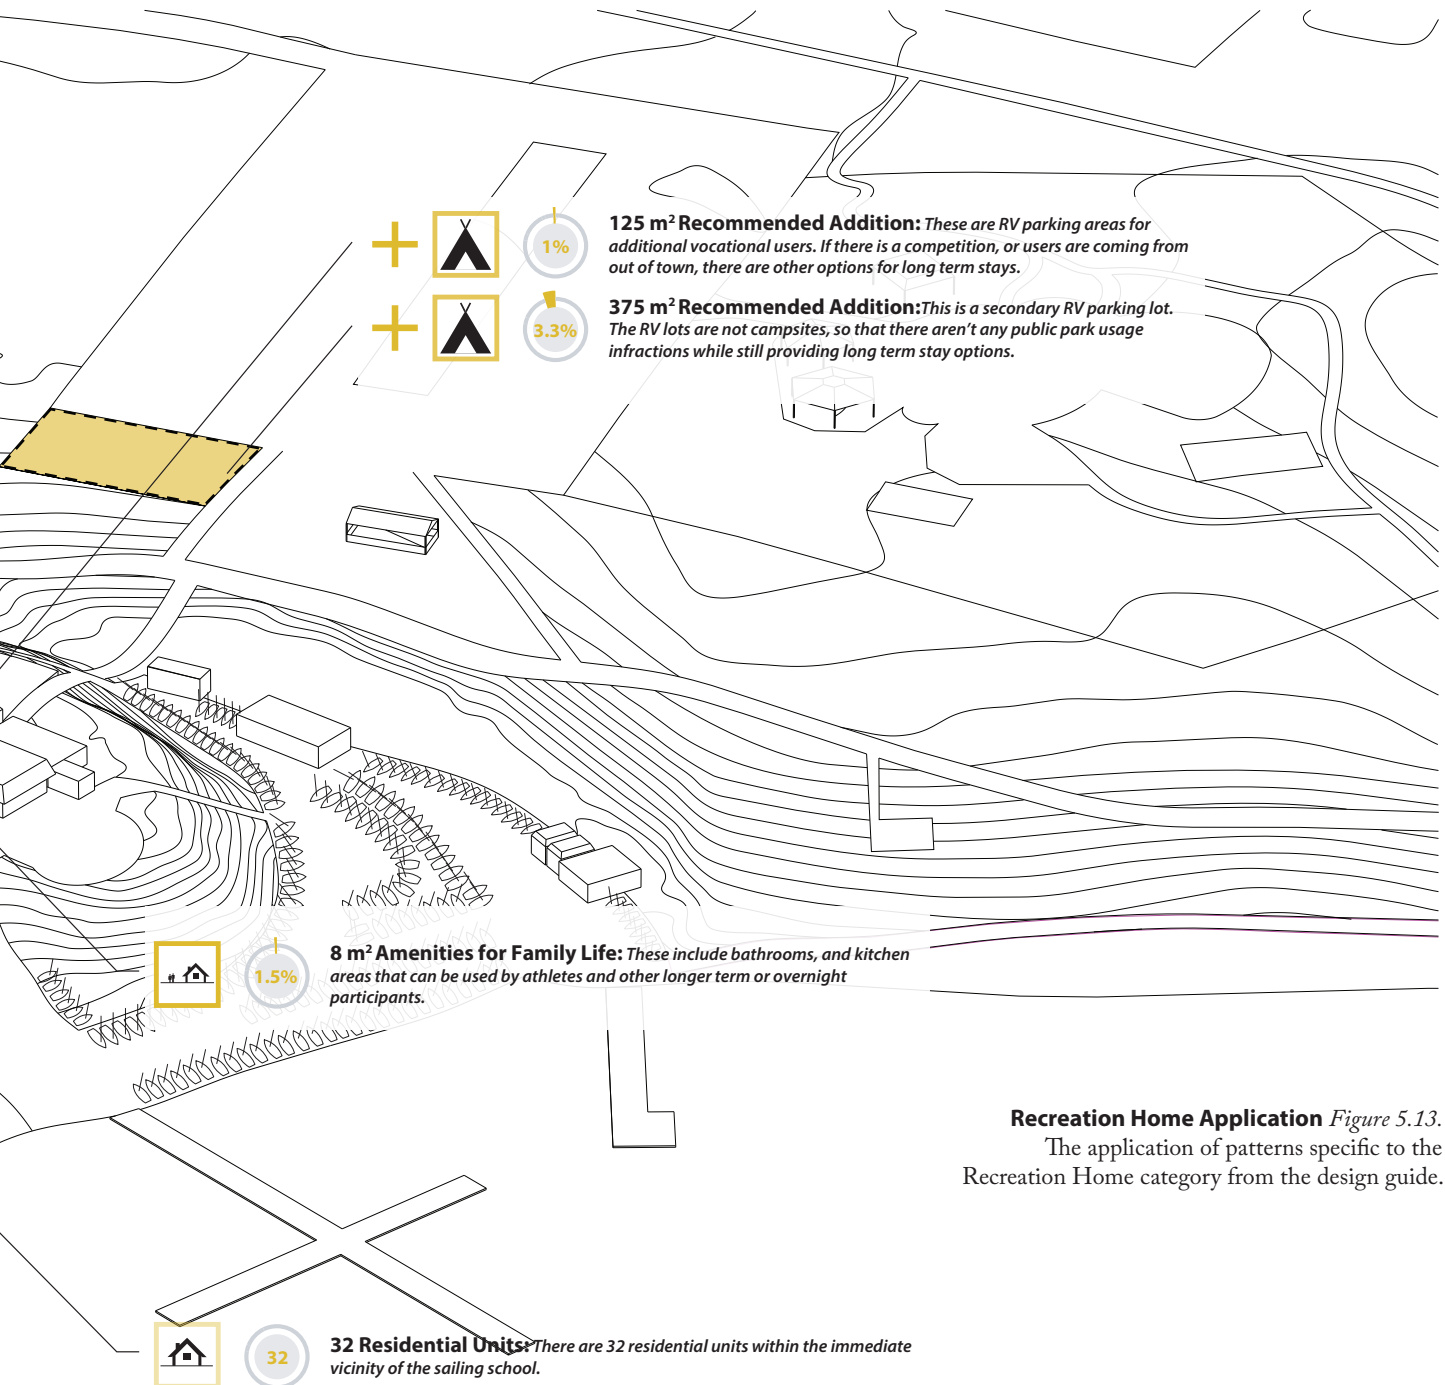 1%
125 m² Recommended Addition: These are RV parking areas for
additional vocational users. If there is a competition, or users are coming from
out of town, there are other options for long term stays.
3.3%
375 m² Recommended Addition:This is a secondary RV parking lot.
The RV lots are not campsites, so that there aren't any public park usage
infractions while still providing long term stay options.
1.5%
8 m² Amenities for Family Life: These include bathrooms, and kitchen
areas that can be used by athletes and other longer term or overnight
participants.
Recreation Home Application Figure 5.13.
The application of patterns specific to the
Recreation Home category from the design guide.
32
32 Residential Units: There are 32 residential units within the immediate
vicinity of the sailing school.